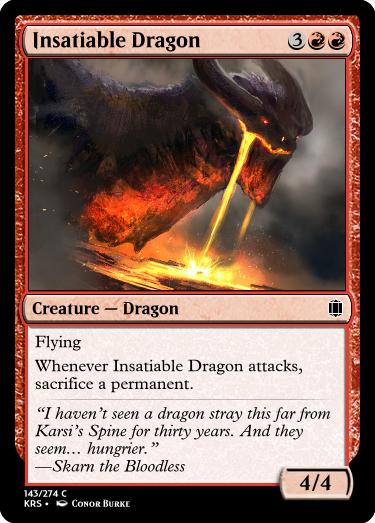 Insatiable Dragon 3
Creature — Dragon
Flying
Whenever Insatiable Dragon attacks,
sacrifice a permanent.
“I haven’t seen a dragon stray this far from
Karsi’s Spine for thirty years. And they
seem… hungrier.”
—Skarn the Bloodless
4/4
143/274 C
KRS • Conor Burke